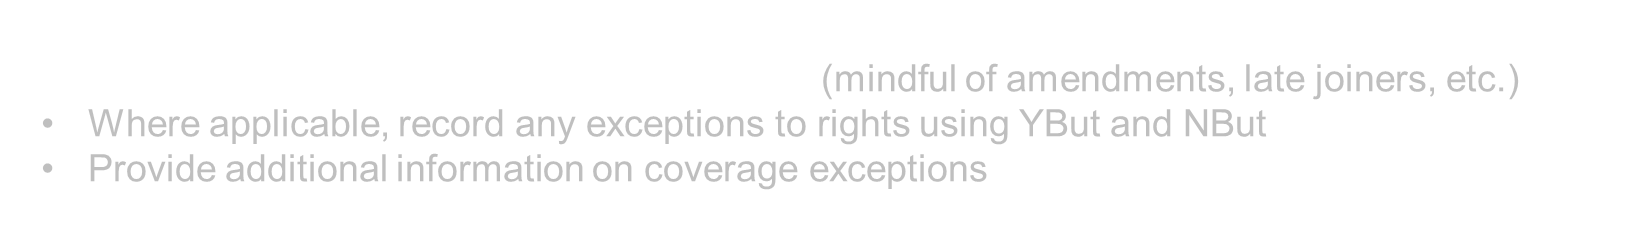 (mindful of amendments, late joiners, etc.)
• Where applicable, record any exceptions to rights using YBut and NBut
• Provide additional information on coverage exceptions